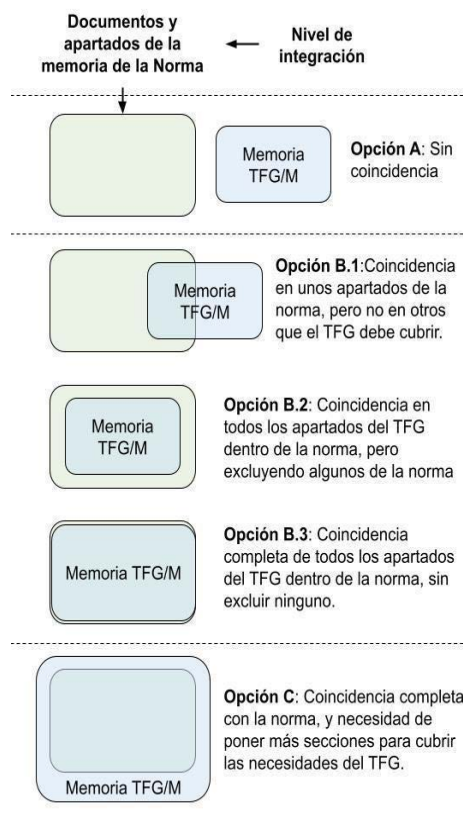 Documentos y
apartados de la
memoria de la Norma
Nivel de
integración
Memoria
TFG/M
Opción A: Sin
coincidencia
Memoria
TFG/M
Opción B.1:Coincidencia
en unos apartados de la
norma, pero no en otros
que el TFG debe cubrir.
Memoria
TFG/M
Opción B.2: Coincidencia en
todos los apartados del TFG
dentro de la norma, pero
excluyendo algunos de la norma
Memoria TFG/M
Opción B.3: Coincidencia
completa de todos los apartados
del TFG dentro de la norma, sin
excluir ninguno.
Opción C: Coincidencia completa
con la norma, y necesidad de
poner más secciones para cubrir
las necesidades del TFG.
Memoria TFG/M